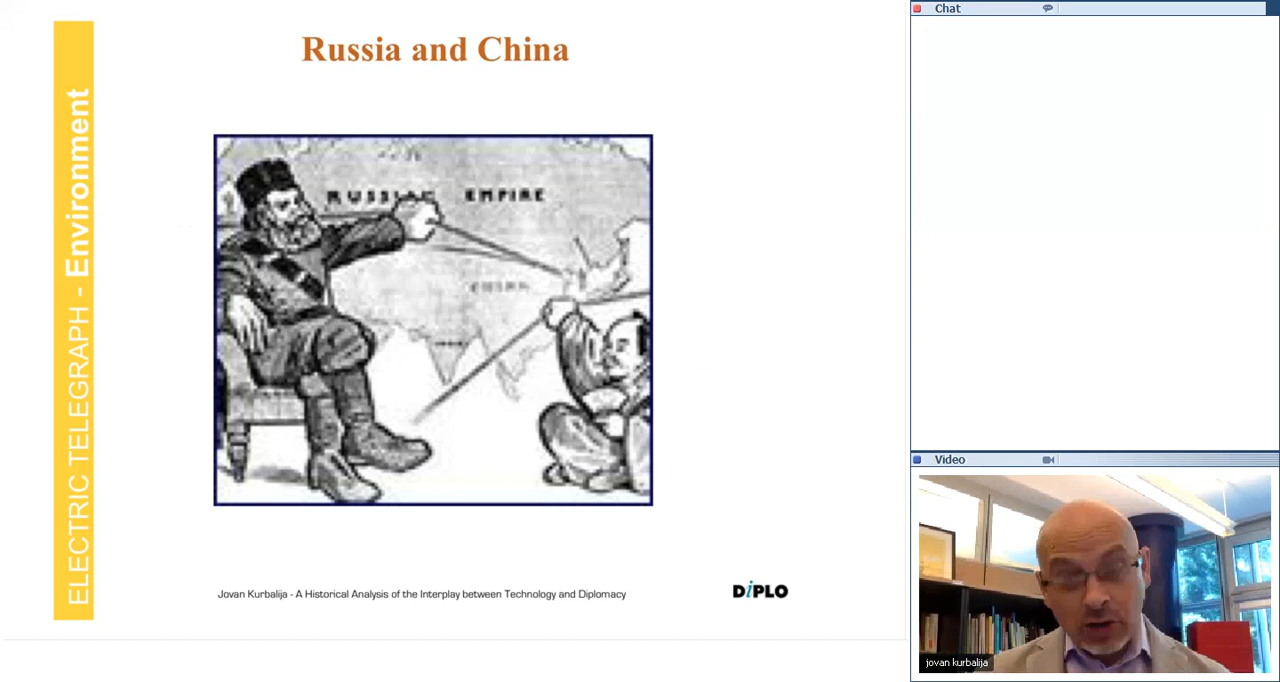 Russia and China
ELECTRIC TELEGRAPH - Environment
RUSSIAN EMPIRE
Jovan Kurbalija - A Historical Analysis of the Interplay between Technology and Diplomacy
DiPLO
Chat
Video
jovan kurbalija